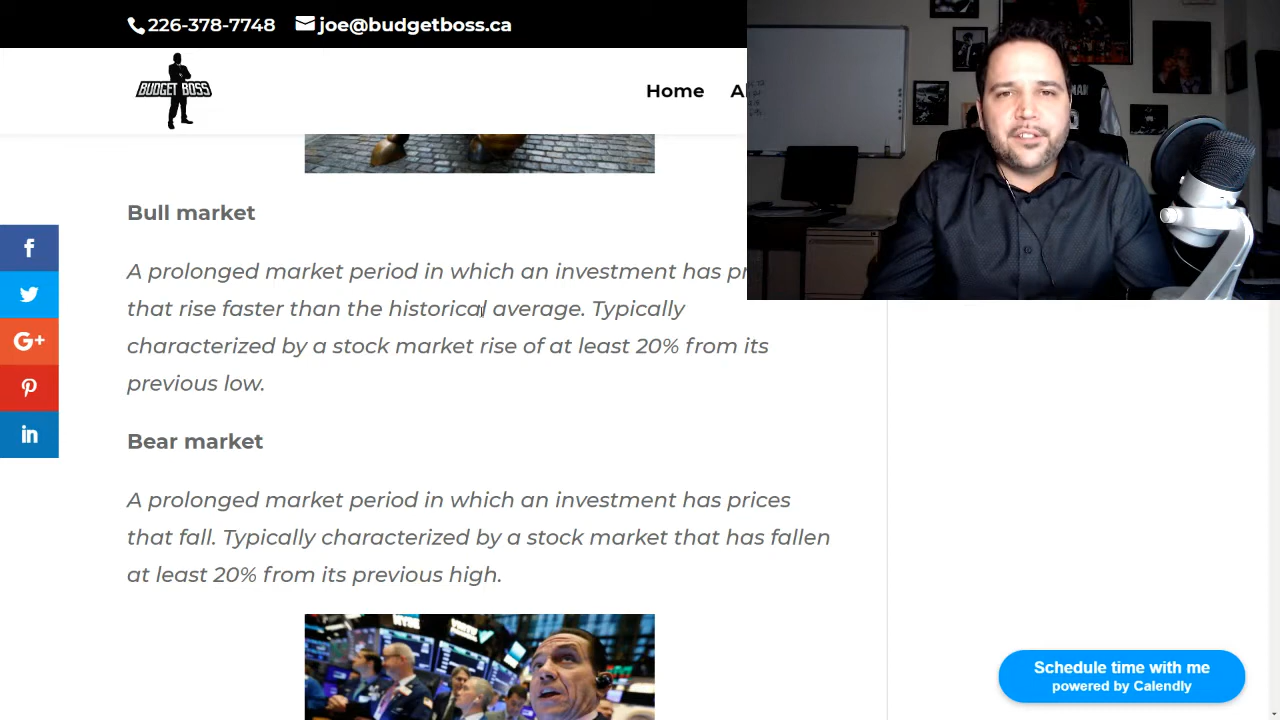 226-378-7748 joe@budgetboss.ca
BUDGET BOSS
Home
Bull market
A prolonged market period in which an investment has
that rise faster than the historical average. Typically
characterized by a stock market rise of at least 20% from its
previous low.
Bear market
A prolonged market period in which an investment has prices
that fall. Typically characterized by a stock market that has fallen
at least 20% from its previous high.
Schedule time with me
powered by Calendly